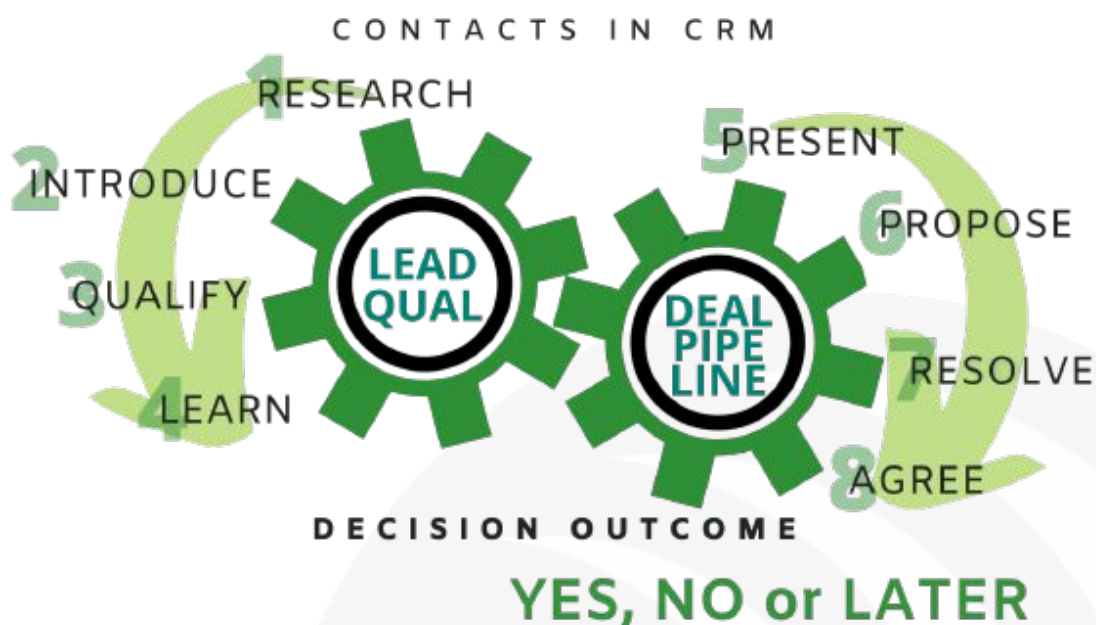 CONTACTS IN CRM
1 RESEARCH
2 INTRODUCE
3 QUALIFY
4 LEARN
LEAD
QUAL
5 PRESENT
6 PROPOSE
7 RESOLVE
8 AGREE
DEAL
PIPE
LINE
DECISION OUTCOME
YES, NO or LATER